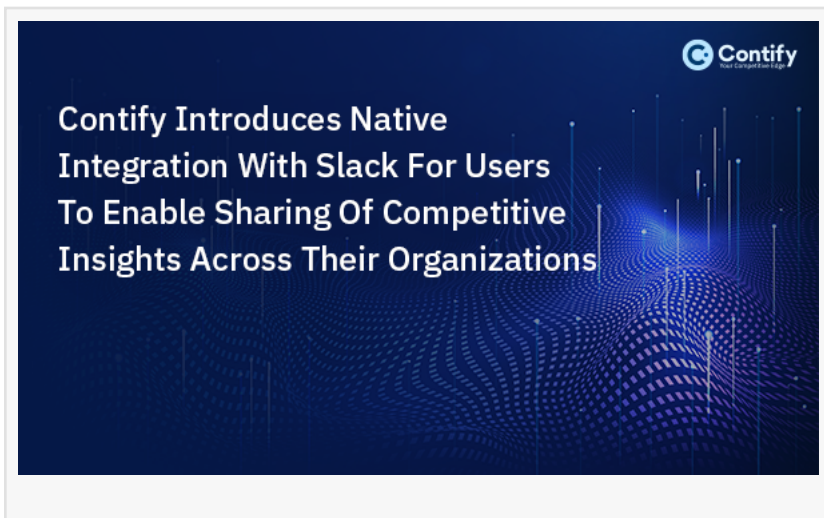 Contify
Your Competitive Edge
Contify Introduces Native
Integration With Slack For Users
To Enable Sharing Of Competitive
Insights Across Their Organizations